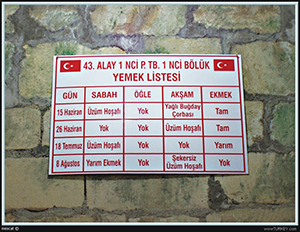 43. ALAY 1 NCİ P. TB. 1 NCİ BÖLÜK
YEMEK LİSTESİ
GÜN SABAH ÖĞLE AKŞAM EKMEK
15 Haziran Üzüm Hoşafı Yok Yağlı Buğday Çorbası Tam
26 Haziran Yok Yok Üzüm Hoşafı Tam
18 Temmuz Üzüm Hoşafı Yok Yok Yarım
8 Ağustos Yarım Ekmek Yok Şekersiz Üzüm Hoşafı Yok